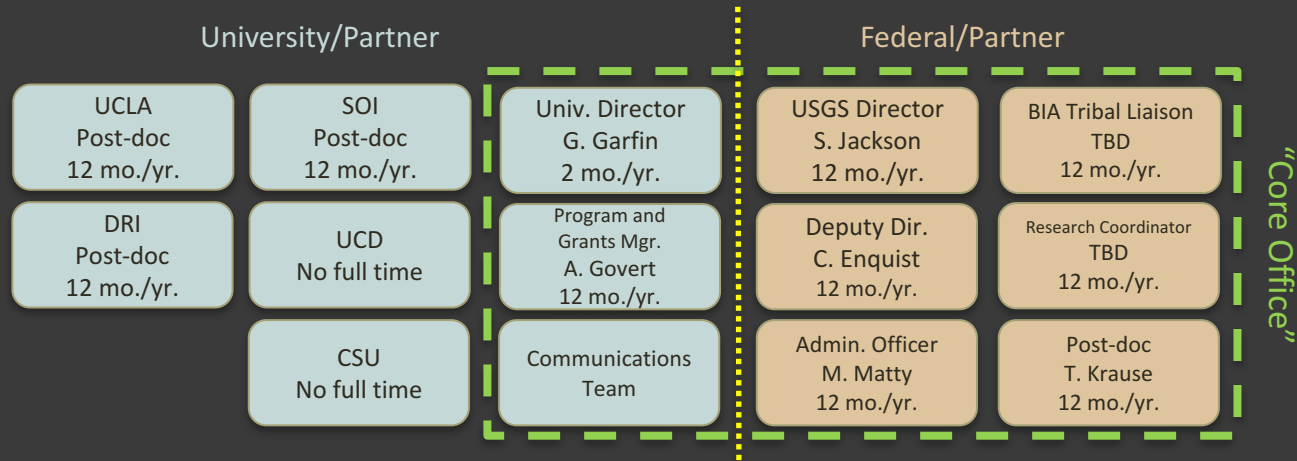 University/Partner
Federal/Partner
UCLA
Post-doc
12 mo./yr.
SOI
Post-doc
12 mo./yr.
Univ. Director
G. Garfin
2 mo./yr.
USGS Director
S. Jackson
12 mo./yr.
BIA Tribal Liaison
TBD
12 mo./yr.
DRI
Post-doc
12 mo./yr.
UCD
No full time
Program and
Grants Mgr.
A. Govert
12 mo./yr.
Deputy Dir.
C. Enquist
12 mo./yr.
Research Coordinator
TBD
12 mo./yr.
CSU
No full time
Communications
Team
Admin. Officer
M. Matty
12 mo./yr.
Post-doc
T. Krause
12 mo./yr.
“Core Office”